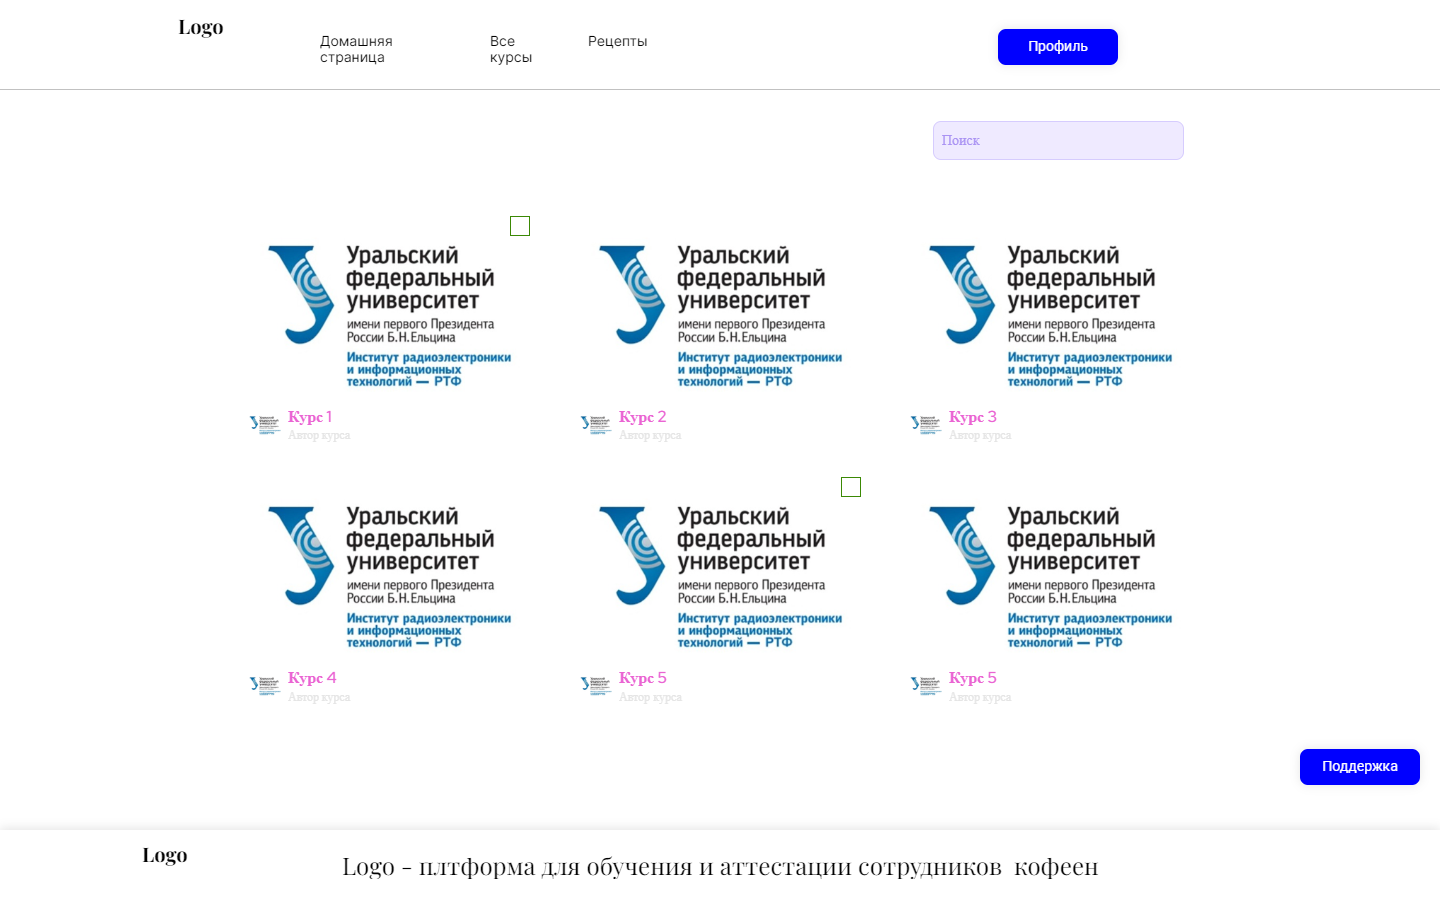 Logo
Домашняя
страница
Все
курсы
Рецепты
Профиль
Поиск
Уральский
федеральный
университет
имени первого Президента
России Б.Н.Ельцина
Институт радиоэлектроники
и информационных
технологий — РТФ
Уральский
федеральный
университет
имени первого Президента
России Б.Н.Ельцина
Институт радиоэлектроники
и информационных
технологий — РТФ
Уральский
федеральный
университет
имени первого Президента
России Б.Н.Ельцина
Институт радиоэлектроники
и информационных
технологий — РТФ
Курс 1
Автор курса
Курс 2
Автор курса
Курс 3
Автор курса
Уральский
федеральный
университет
имени первого Президента
России Б.Н.Ельцина
Институт радиоэлектроники
и информационных
технологий — РТФ
Уральский
федеральный
университет
имени первого Президента
России Б.Н.Ельцина
Институт радиоэлектроники
и информационных
технологий — РТФ
Уральский
федеральный
университет
имени первого Президента
России Б.Н.Ельцина
Институт радиоэлектроники
и информационных
технологий — РТФ
Курс 4
Автор курса
Курс 5
Автор курса
Курс 5
Автор курса
Поддержка
Logo
Logo - плтформа для обучения и аттестации сотрудников кофеен